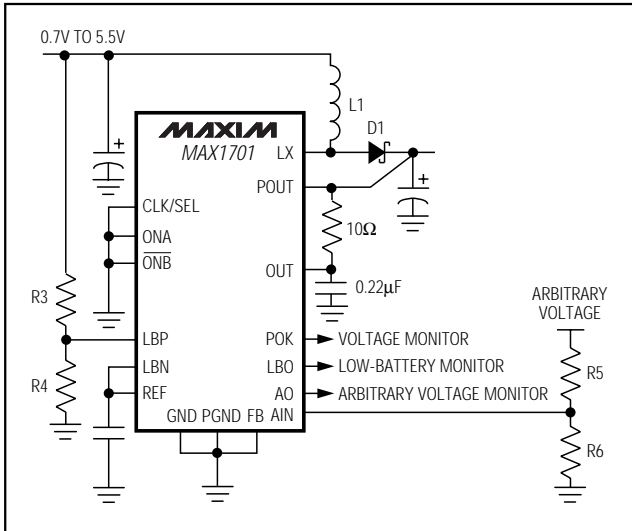 0.7V TO 5.5V
L1
MAXIM
MAX1701
LX
D1
POUT
CLK/SEL
ONA
10Ω
ONB
OUT
0.22μF
ARBITRARY
VOLTAGE
R3
LBP
POK
VOLTAGE MONITOR
R5
LBN
LBO
LOW-BATTERY MONITOR
R4
REF
AO
ARBITRARY VOLTAGE MONITOR
GND PGND FB AIN
R6